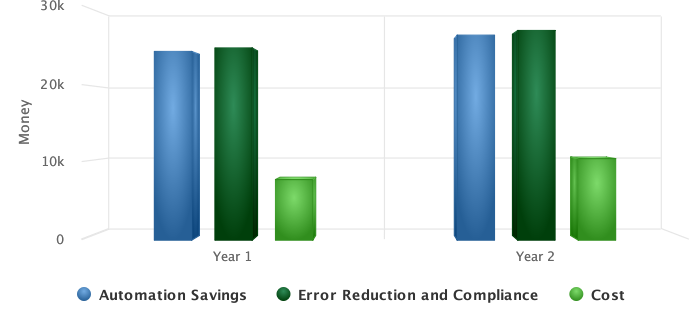 30k
20k
10k
0
Money
Year 1
Year 2
Automation Savings
Error Reduction and Compliance
Cost